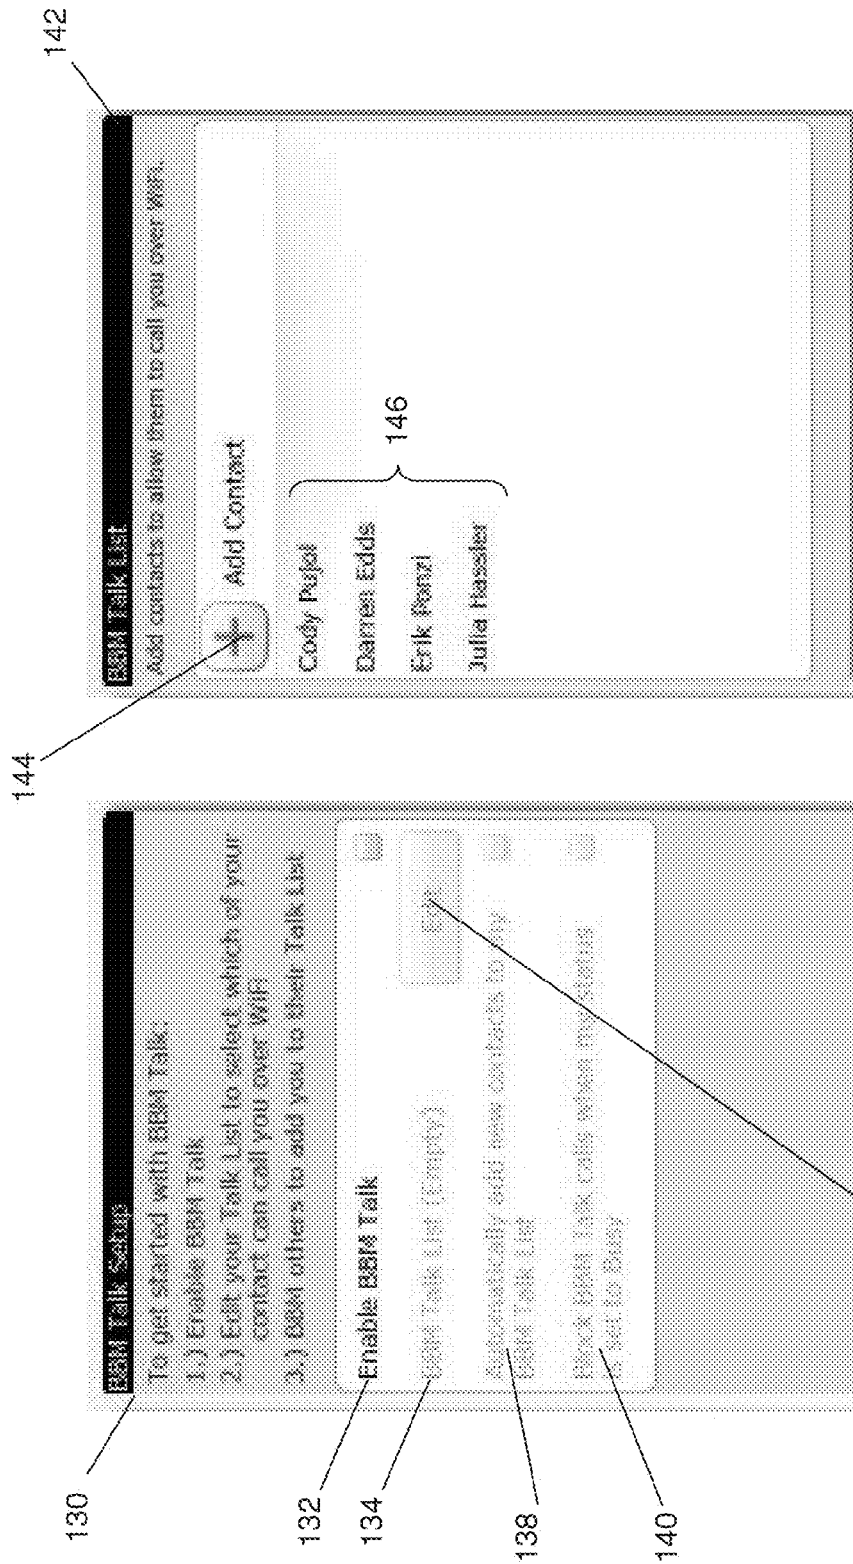 130
BBM Talk Setup
To get started with BBM Talk:
1.) Enable BBM Talk
2.) Edit your Talk List to select which of your
contact can call you over WiFi
3.) BBM others to add you to their Talk List
132
Enable BBM Talk
134
BBM Talk List (Empty)
Edit
138
Automatically add new contacts to my
BBM Talk List
140
Block BBM Talk calls when my status
is set to Busy
142
BBM Talk List
Add contacts to allow them to call you over WiFi.
144
Add Contact
Cody Pujol
Darren Edds
Erik Ponzi
Julia Hassler
146